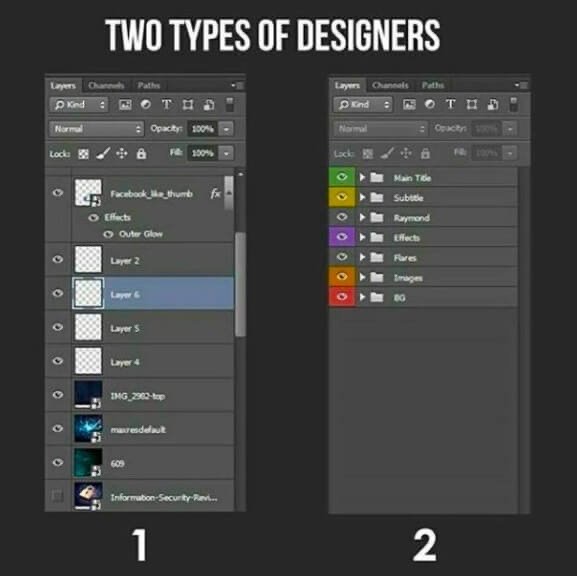 TWO TYPES OF DESIGNERS
Layers Channels Paths
Kind
Normal Opacity: 100%
Lock: Fill: 100%
Facebook_like_thumb fx
Effects
Outer Glow
Layer 2
Layer 6
Layer 5
Layer 4
IMG_2982-top
maxresdefault
609
Information-Security-Revi...
1
Layers Channels Paths
Kind
Normal Opacity: 100%
Lock: Fill: 100%
Main Title
Subtitle
Raymond
Effects
Flares
Images
BG
2